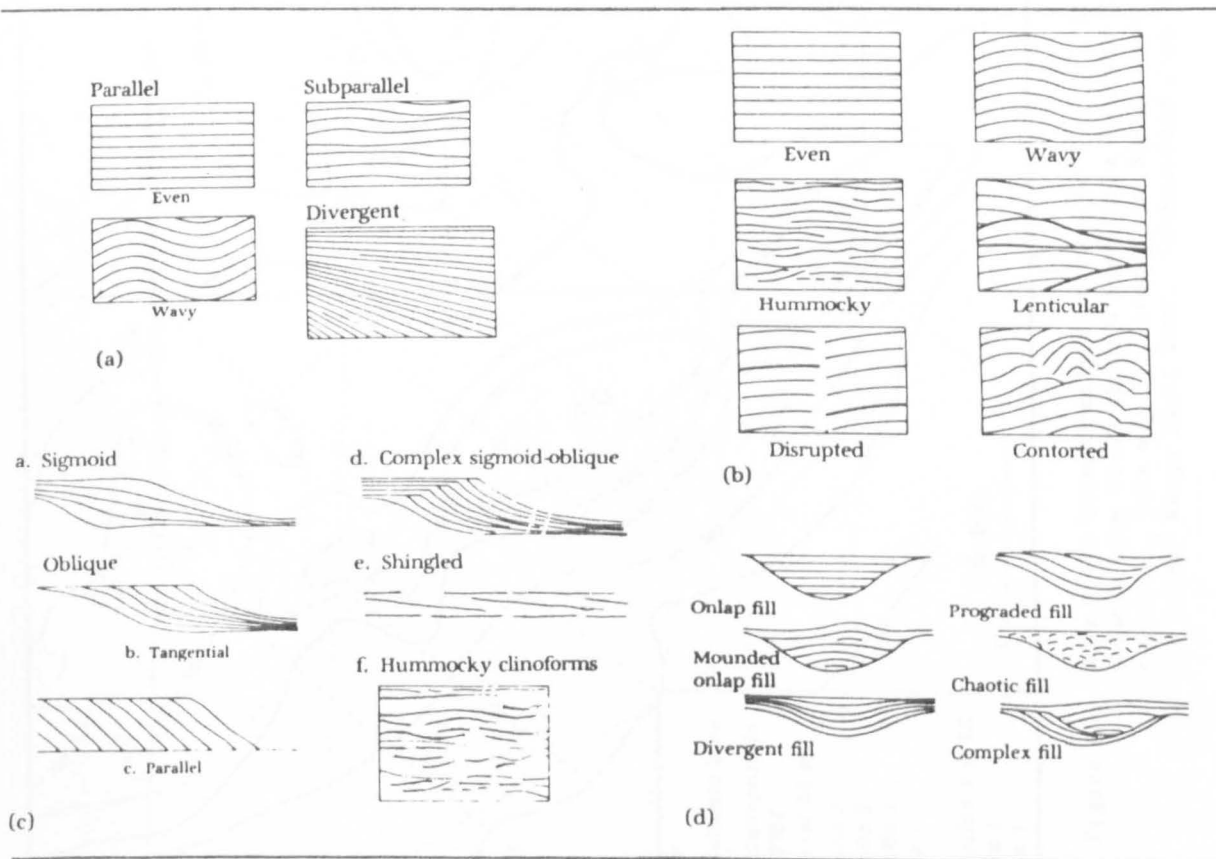 Parallel
Subparallel
Even
Divergent
Wavy
(a)
Even
Wavy
Hummocky
Lenticular
Disrupted
Contorted
(b)
a. Sigmoid
d. Complex sigmoid-oblique
Oblique
e. Shingled
b. Tangential
f. Hummocky clinoforms
c. Parallel
(c)
Onlap fill
Prograded fill
Mounded
onlap fill
Chaotic fill
Divergent fill
Complex fill
(d)